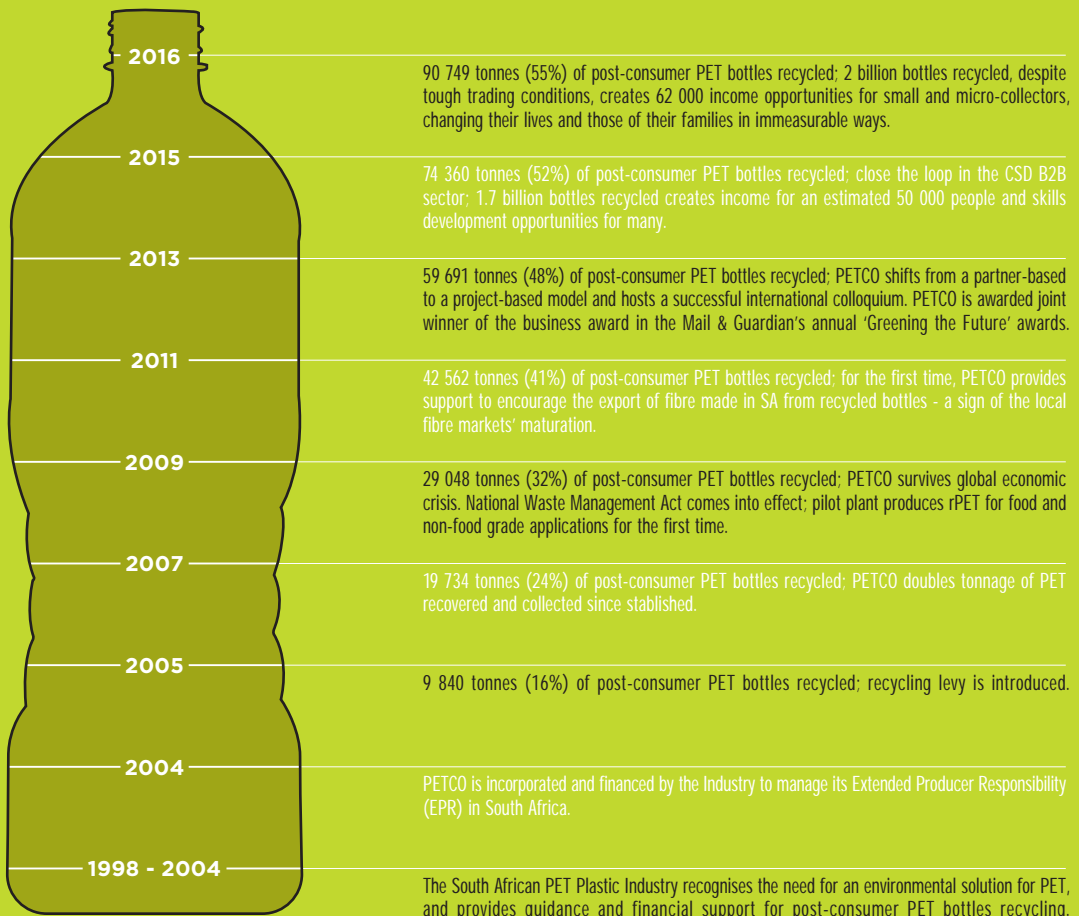 2016
90 749 tonnes (55%) of post-consumer PET bottles recycled; 2 billion bottles recycled, despite
tough trading conditions, creates 62 000 income opportunities for small and micro-collectors,
changing their lives and those of their families in immeasurable ways.
2015
74 360 tonnes (52%) of post-consumer PET bottles recycled; close the loop in the CSD B2B
sector; 1.7 billion bottles recycled creates income for an estimated 50 000 people and skills
development opportunities for many.
2013
59 691 tonnes (48%) of post-consumer PET bottles recycled; PETCO shifts from a partner-based
to a project-based model and hosts a successful international colloquium. PETCO is awarded joint
winner of the business award in the Mail & Guardian's annual ‘Greening the Future’ awards.
2011
42 562 tonnes (41%) of post-consumer PET bottles recycled; for the first time, PETCO provides
support to encourage the export of fibre made in SA from recycled bottles - a sign of the local
fibre markets’ maturation.
2009
29 048 tonnes (32%) of post-consumer PET bottles recycled; PETCO survives global economic
crisis. National Waste Management Act comes into effect; pilot plant produces rPET for food and
non-food grade applications for the first time.
2007
19 734 tonnes (24%) of post-consumer PET bottles recycled; PETCO doubles tonnage of PET
recovered and collected since stablished.
2005
9 840 tonnes (16%) of post-consumer PET bottles recycled; recycling levy is introduced.
2004
PETCO is incorporated and financed by the Industry to manage its Extended Producer Responsibility
(EPR) in South Africa.
1998 - 2004
The South African PET Plastic Industry recognises the need for an environmental solution for PET,
and provides guidance and financial support for post-consumer PET bottles recycling.